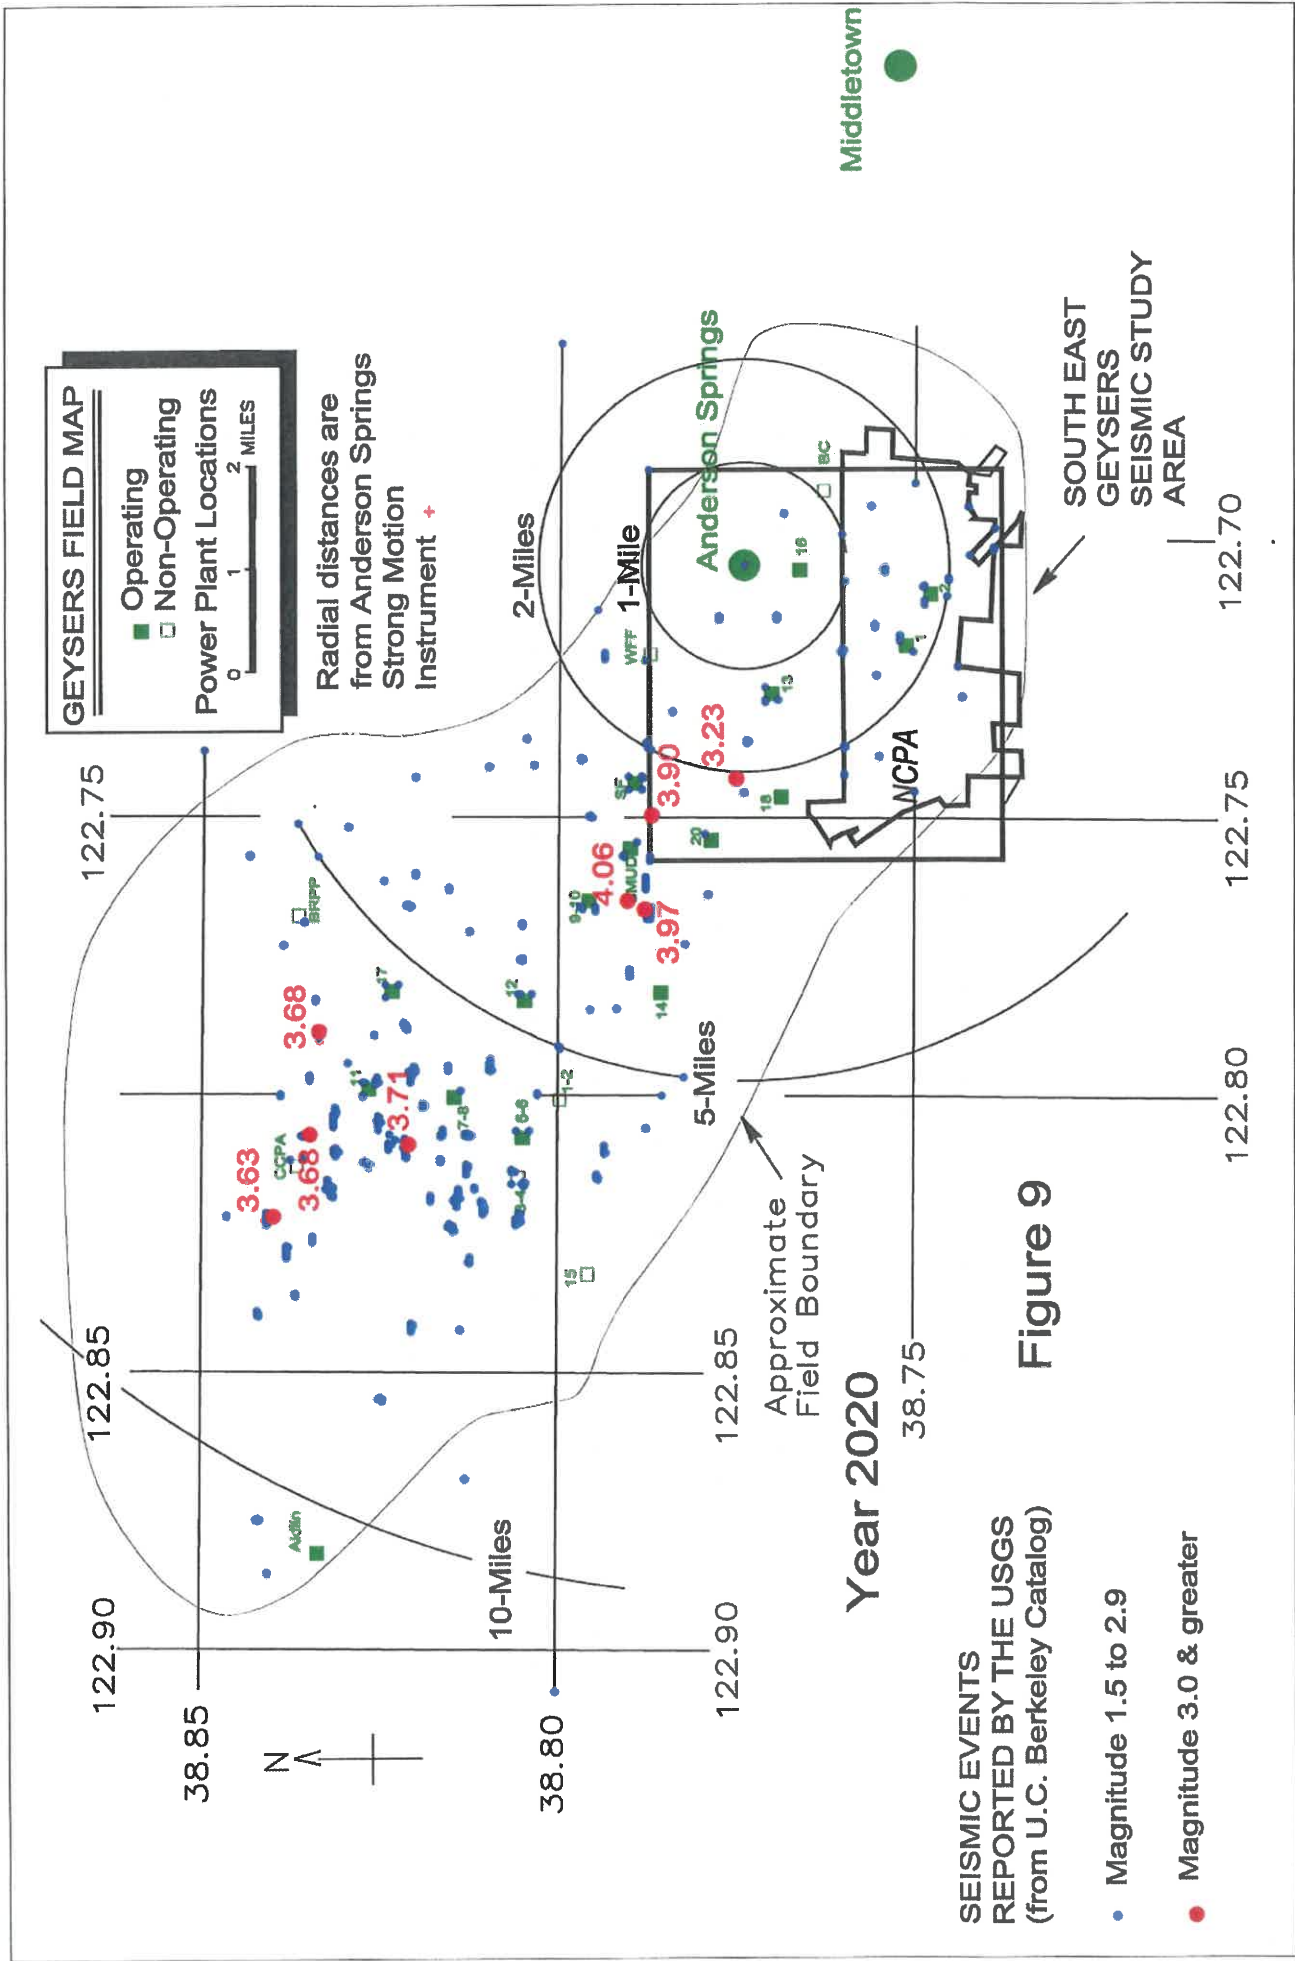 GEYSERS FIELD MAP
Operating
Non-Operating
Power Plant Locations
0 1 2 MILES
Radial distances are
from Anderson Springs
Strong Motion
Instrument +
122.90
122.85
122.75
38.85
N
38.80
Aidlin
3.63
CCPA
3.68
3.68
BRPP
11
17
3.71
7-8
5-6
3-4
12
1-2
15
9-10
4.06
MUD
3.97
14
SF
3.90
20
3.23
18
13
WFF
16
BC
1
2
NCPA
2-Miles
1-Mile
Anderson Springs
Middletown
5-Miles
10-Miles
122.90
122.85
Approximate
Field Boundary
38.75
122.80
122.75
122.70
SOUTH EAST
GEYSERS
SEISMIC STUDY
AREA
Year 2020
Figure 9
SEISMIC EVENTS
REPORTED BY THE USGS
(from U.C. Berkeley Catalog)
Magnitude 1.5 to 2.9
Magnitude 3.0 & greater